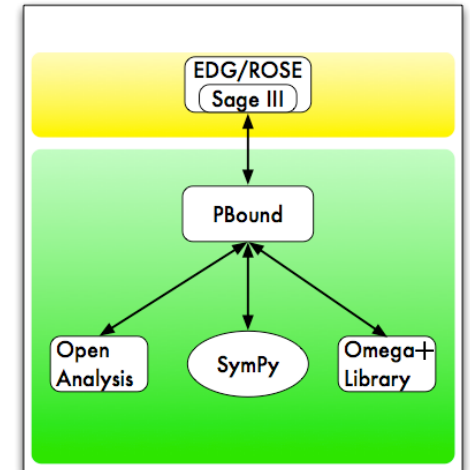 EDG/ROSE
Sage III
PBound
Open
Analysis
SymPy
Omega+
Library